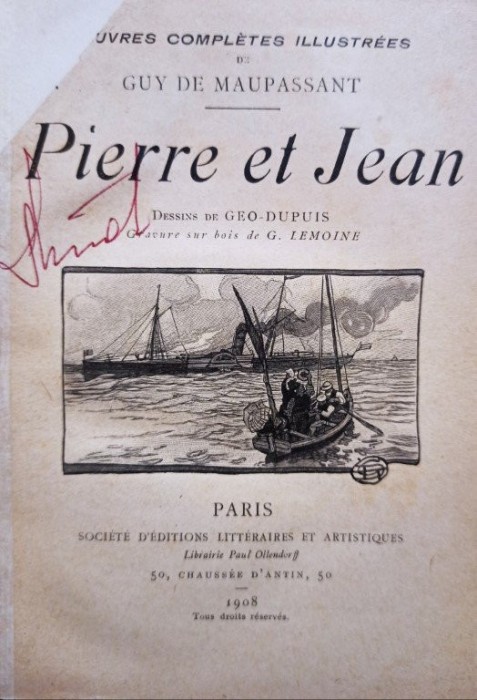 UVRES COMPLÈTES ILLUSTRÉES
DE
GUY DE MAUPASSANT
Pierre et Jean
DESSINS DE GEO-DUPUIS
Gravure sur bois de G. LEMOINE
PARIS
SOCIÉTÉ D'ÉDITIONS LITTÉRAIRES ET ARTISTIQUES
Librairie Paul Ollendorff
50, CHAUSSÉE D'ANTIN, 50
1908
Tous droits réservés.